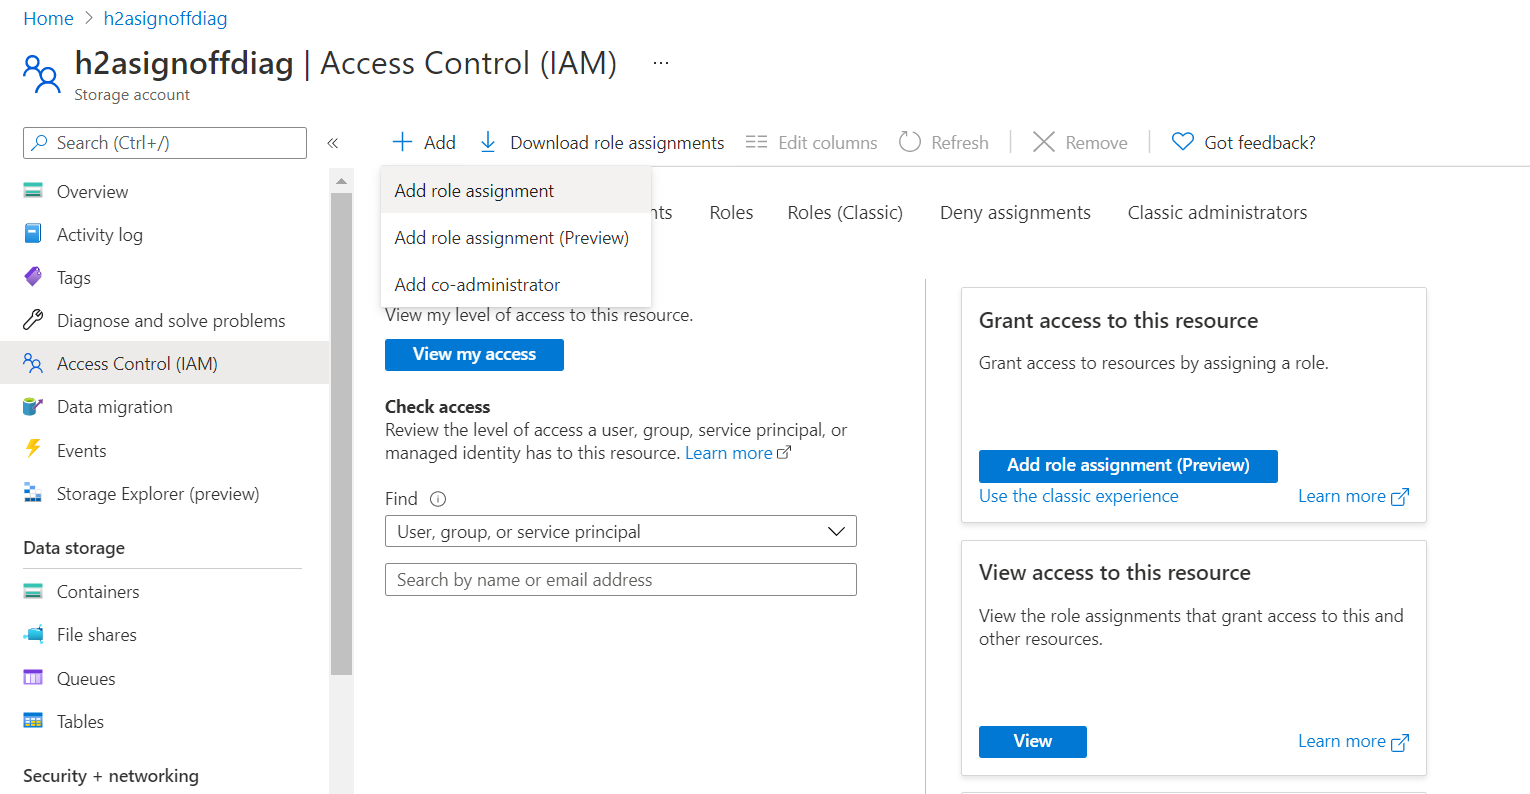 Home > h2asignoffdiag
h2asignoffdiag | Access Control (IAM) ...
Storage account
Search (Ctrl+/)
Overview
Activity log
Tags
Diagnose and solve problems
Access Control (IAM)
Data migration
Events
Storage Explorer (preview)
Data storage
Containers
File shares
Queues
Tables
Security + networking
Add Download role assignments Edit columns Refresh Remove Got feedback?
Add role assignment
Add role assignment (Preview)
Add co-administrator
nts Roles Roles (Classic) Deny assignments Classic administrators
View my level of access to this resource.
View my access
Check access
Review the level of access a user, group, service principal, or
managed identity has to this resource. Learn more
Find
User, group, or service principal
Search by name or email address
Grant access to this resource
Grant access to resources by assigning a role.
Add role assignment (Preview)
Use the classic experience Learn more
View access to this resource
View the role assignments that grant access to this and
other resources.
View Learn more